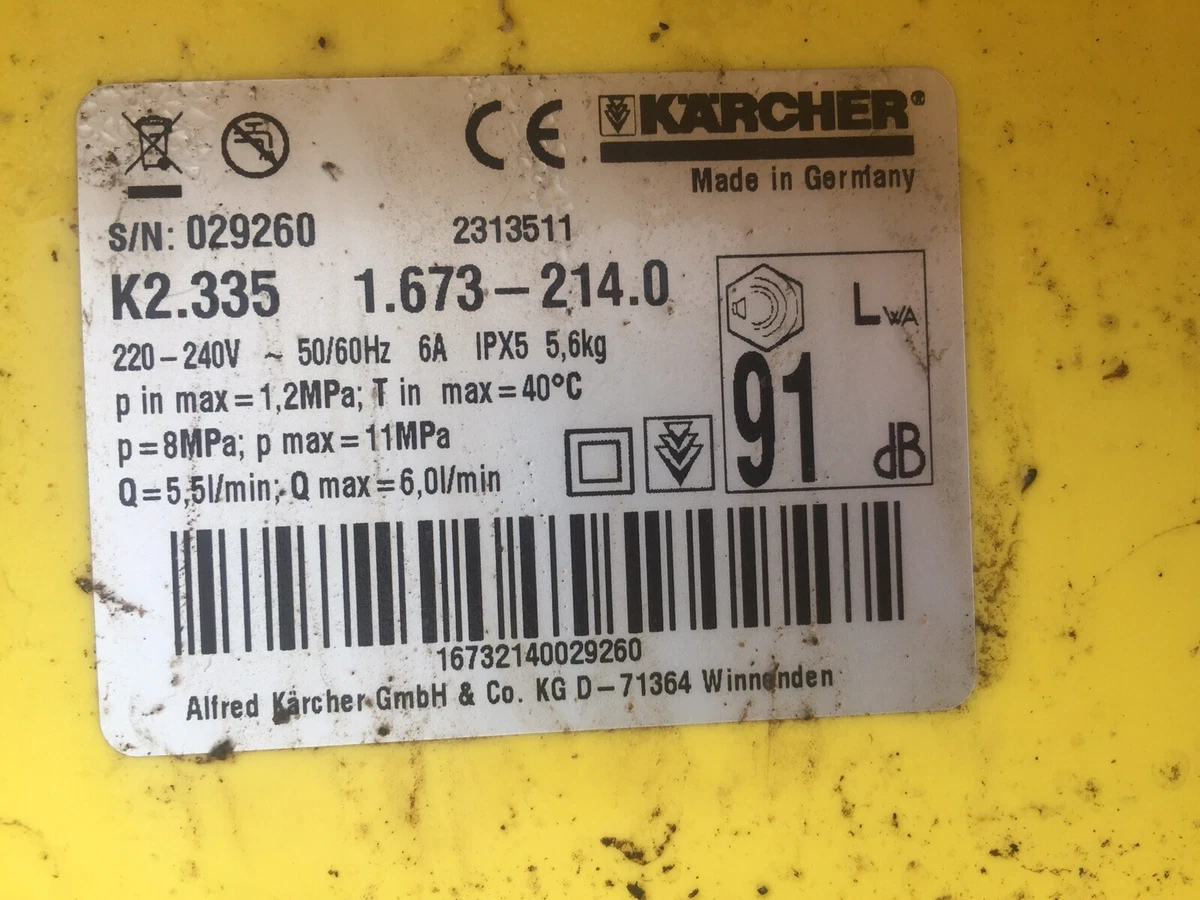 KÄRCHER®
Made in Germany
S/N: 029260 2313511
K2.335 1.673-214.0
220-240V ~ 50/60Hz 6A IPX5 5,6kg
p in max=1,2MPa; T in max=40°C
p=8MPa; p max=11MPa
Q=5,5l/min; Q max=6,0l/min
LWA
91 dB
16732140029260
Alfred Kärcher GmbH & Co. KG D-71364 Winnenden